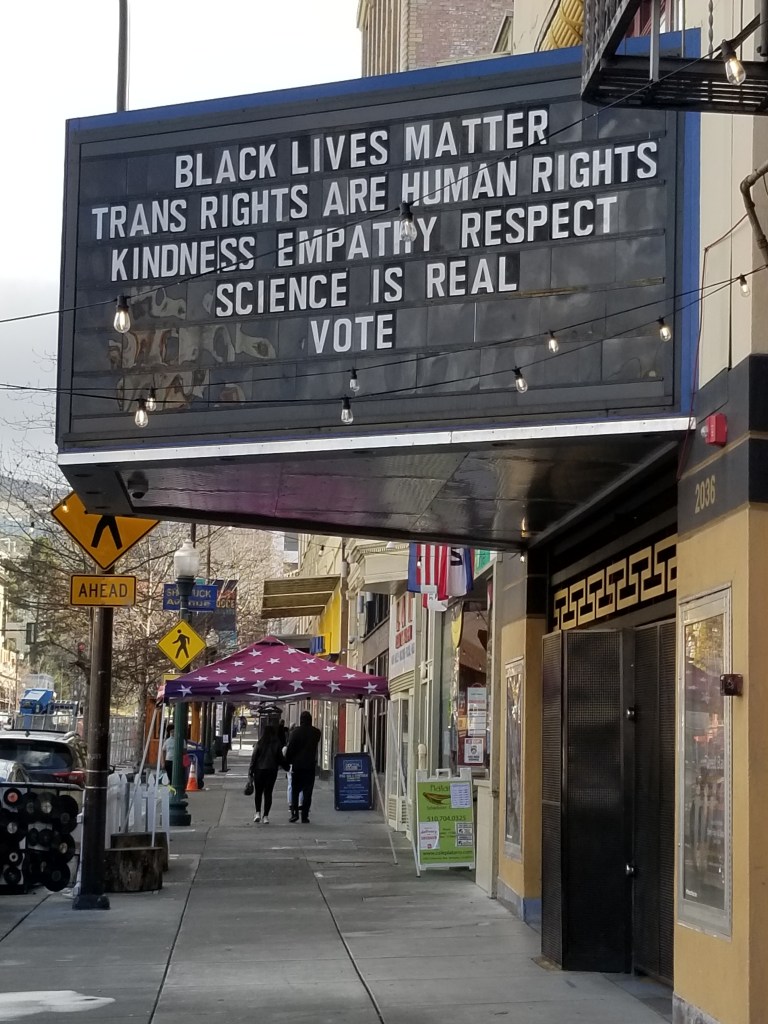 BLACK LIVES MATTER
TRANS RIGHTS ARE HUMAN RIGHTS
KINDNESS EMPATHY RESPECT
SCIENCE IS REAL
VOTE
2036
AHEAD